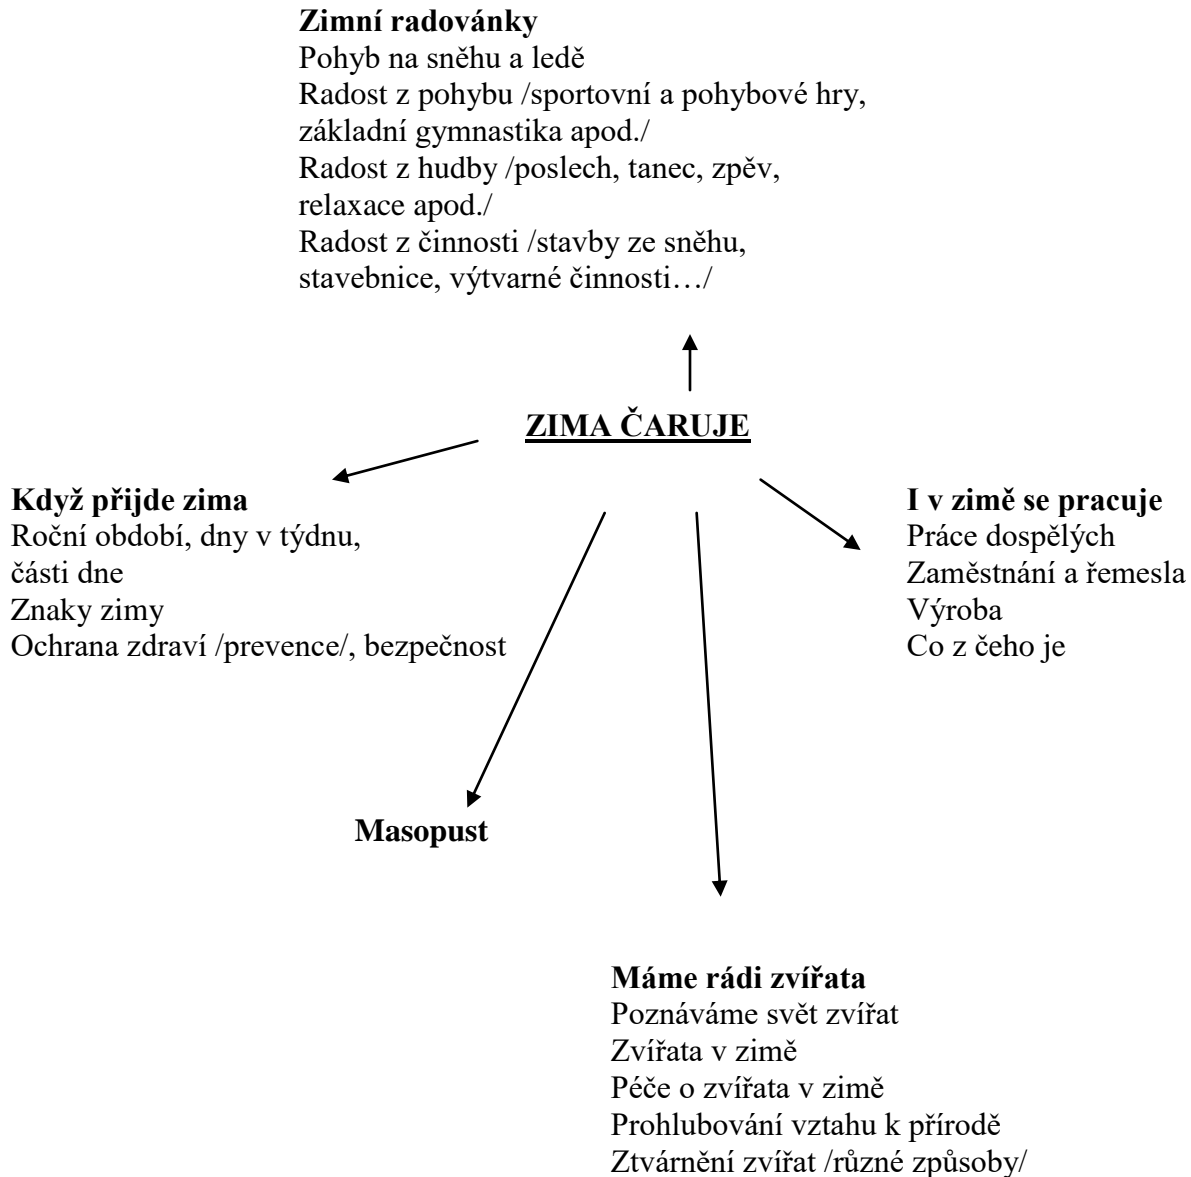 Zimní radovánky
Pohyb na sněhu a ledě
Radost z pohybu /sportovní a pohybové hry,
základní gymnastika apod./
Radost z hudby /poslech, tanec, zpěv,
relaxace apod./
Radost z činnosti /stavby ze sněhu,
stavebnice, výtvarné činnosti…/
ZIMA ČARUJE
Když přijde zima
Roční období, dny v týdnu,
části dne
Znaky zimy
Ochrana zdraví /prevence/, bezpečnost
I v zimě se pracuje
Práce dospělých
Zaměstnání a řemesla
Výroba
Co z čeho je
Masopust
Máme rádi zvířata
Poznáváme svět zvířat
Zvířata v zimě
Péče o zvířata v zimě
Prohlubování vztahu k přírodě
Ztvárnění zvířat /různé způsoby/